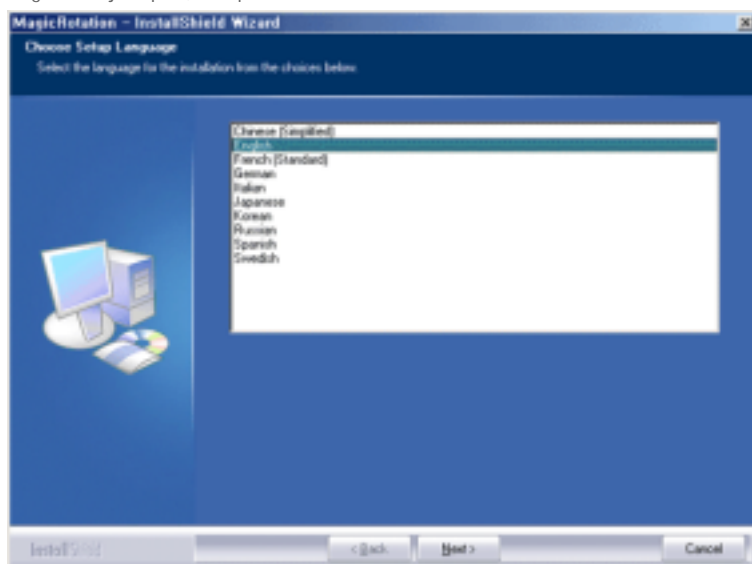 MagicRotation - InstallShield Wizard
Choose Setup Language
Select the language for the installation from the choices below.
Chinese (Simplified)
English
French (Standard)
German
Italian
Japanese
Korean
Russian
Spanish
Swedish
InstallShield
< Back
Next >
Cancel